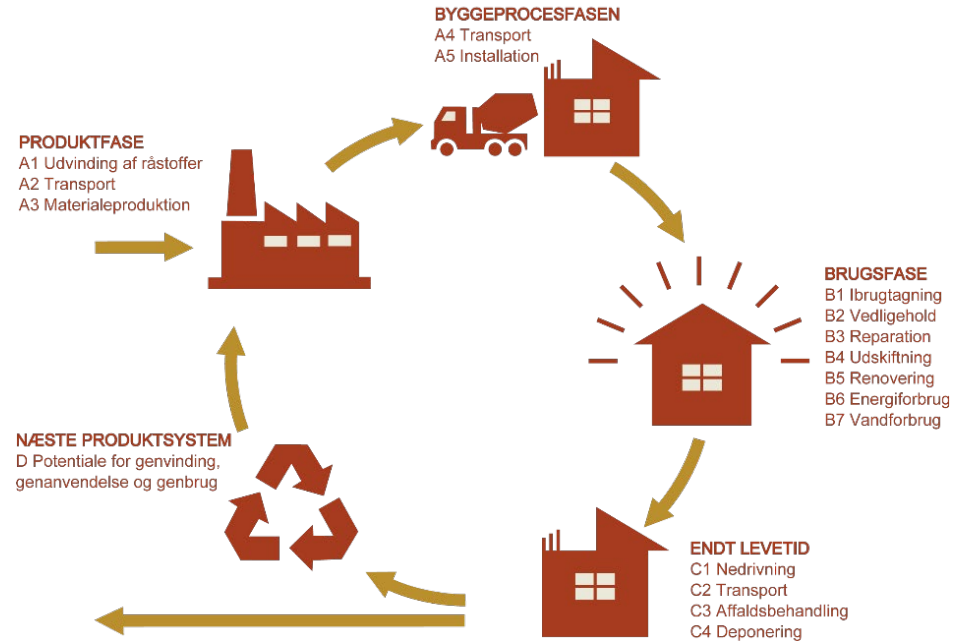 BYGGEPROCESFASEN
A4 Transport
A5 Installation
PRODUKTFASE
A1 Udvinding af råstoffer
A2 Transport
A3 Materialeproduktion
BRUGSFASE
B1 Ibrugtagning
B2 Vedligehold
B3 Reparation
B4 Udskiftning
B5 Renovering
B6 Energiforbrug
B7 Vandforbrug
NÆSTE PRODUKTSYSTEM
D Potentiale for genvinding,
genanvendelse og genbrug
ENDT LEVETID
C1 Nedrivning
C2 Transport
C3 Affaldsbehandling
C4 Deponering